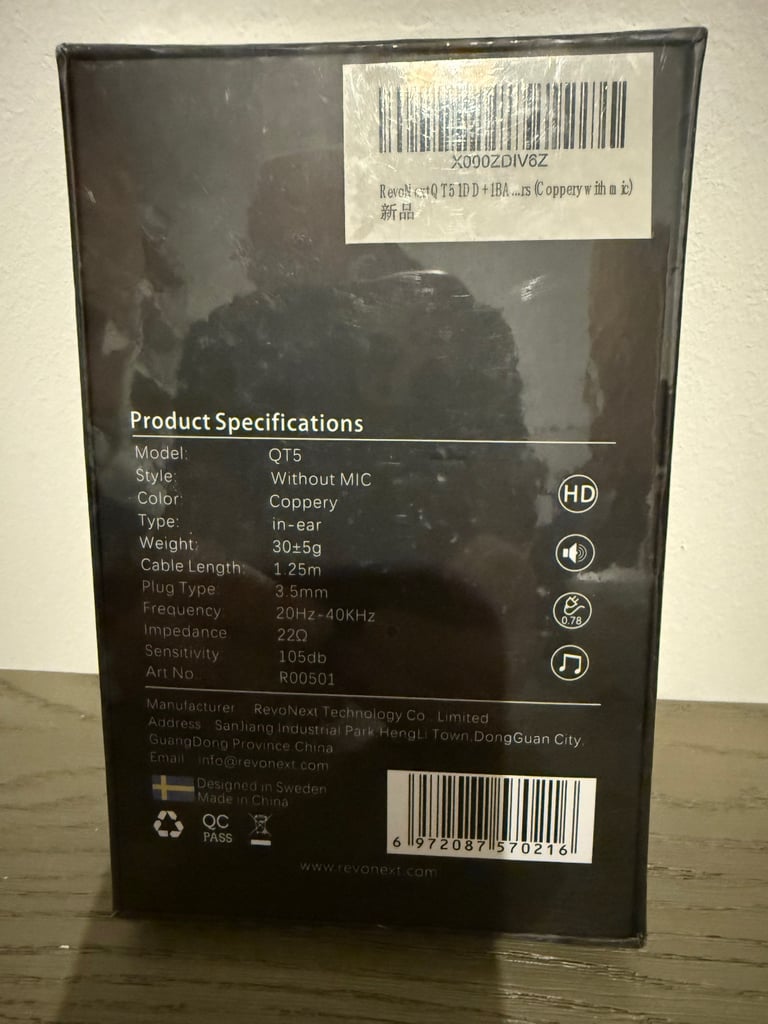 X000ZDIV6Z
RevoNextQT5 1DD+1BA...rs (Coppery with mic)
新品
Product Specifications
Model: QT5
Style: Without MIC
Color: Coppery
Type: in-ear
Weight: 30±5g
Cable Length: 1.25m
Plug Type: 3.5mm
Frequency: 20Hz-40KHz
Impedance 22Ω
Sensitivity 105db
Art No R00501
HD
0.78
Manufacturer RevoNext Technology Co . Limited
Address SanJiang Industrial Park.HengLi Town,DongGuan City.
GuangDong Province.China
Email info@revonext.com
Designed in Sweden
Made in China
QC
PASS
6 972087 570216
www.revonext.com